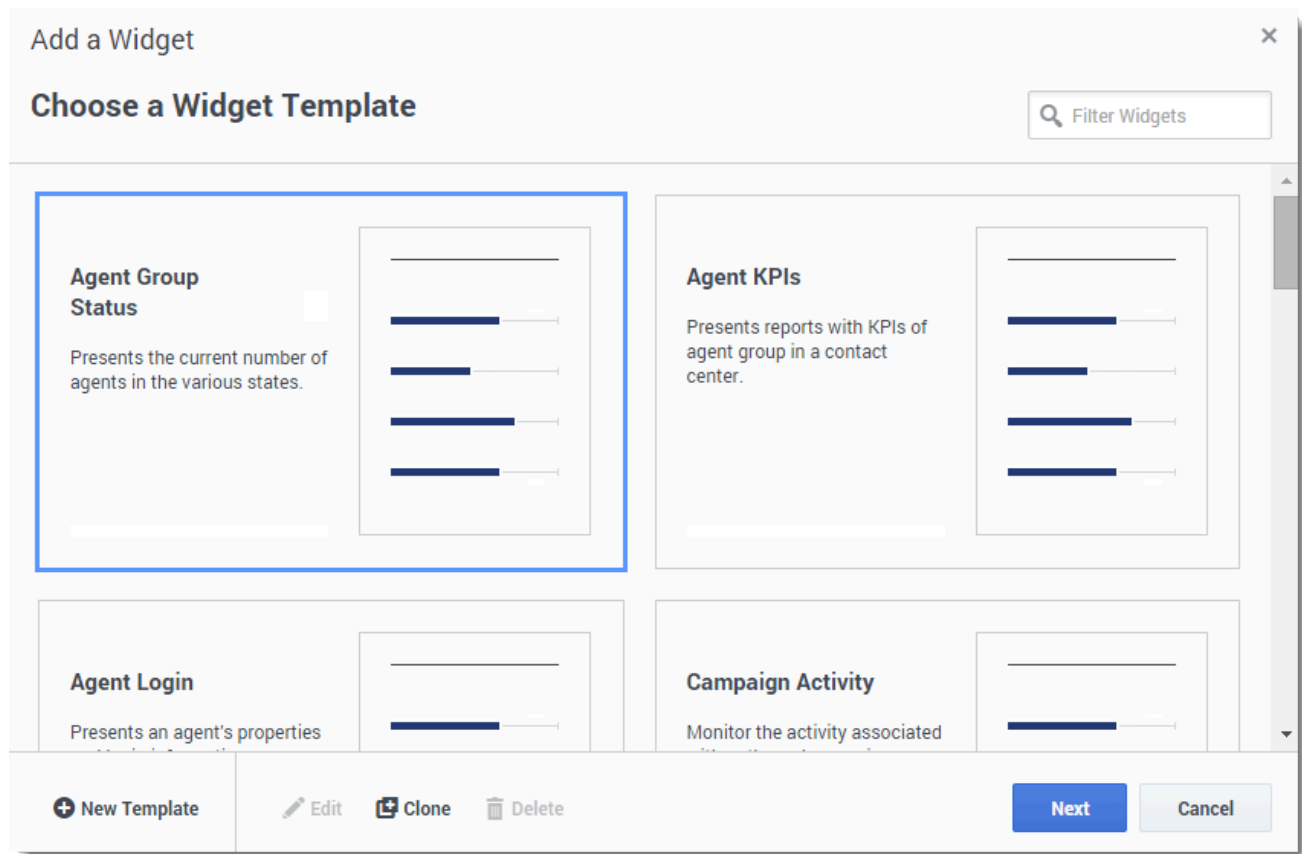 Add a Widget
Choose a Widget Template
Filter Widgets
Agent Group
Status
Presents the current number of
agents in the various states.
Agent KPIs
Presents reports with KPIs of
agent group in a contact
center.
Agent Login
Presents an agent's properties
Campaign Activity
Monitor the activity associated
New Template
Edit
Clone
Delete
Next
Cancel